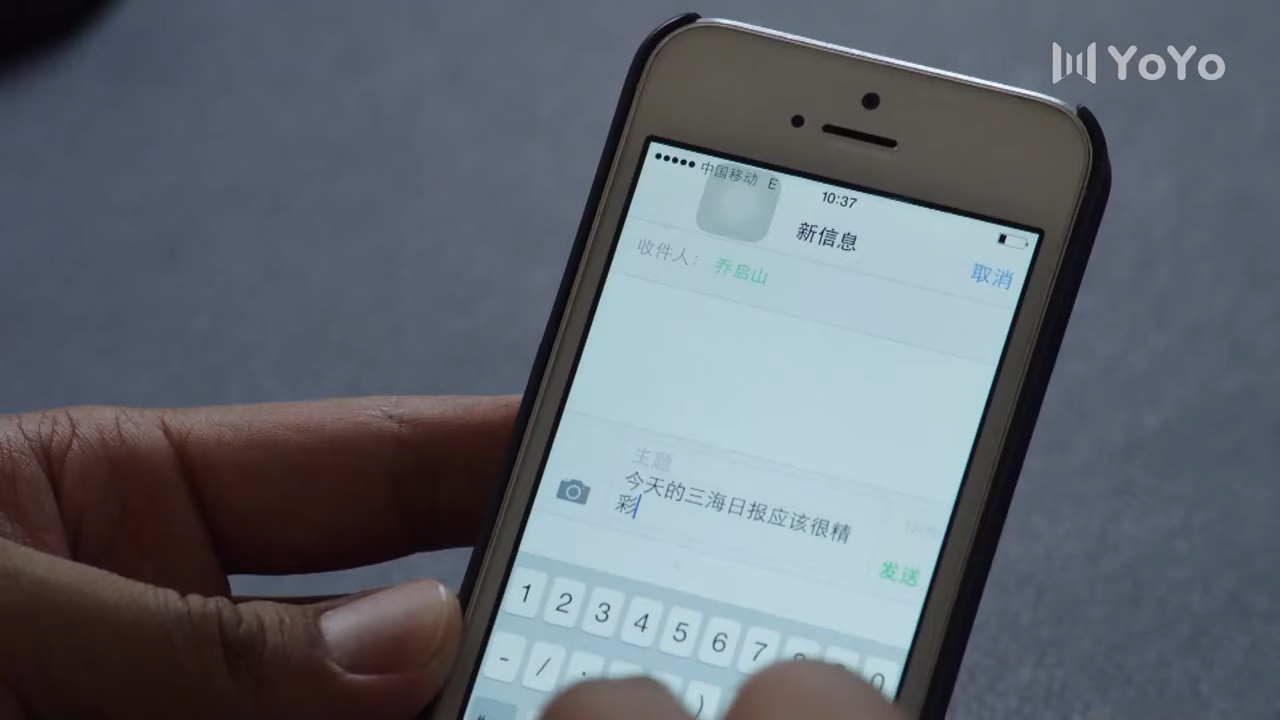 YoYo
中国移动 E
10:37
新信息
取消
收件人： 乔启山
主题
今天的三海日报应该很精
彩
发送
1 2 3 4 5 6 7
- /
)